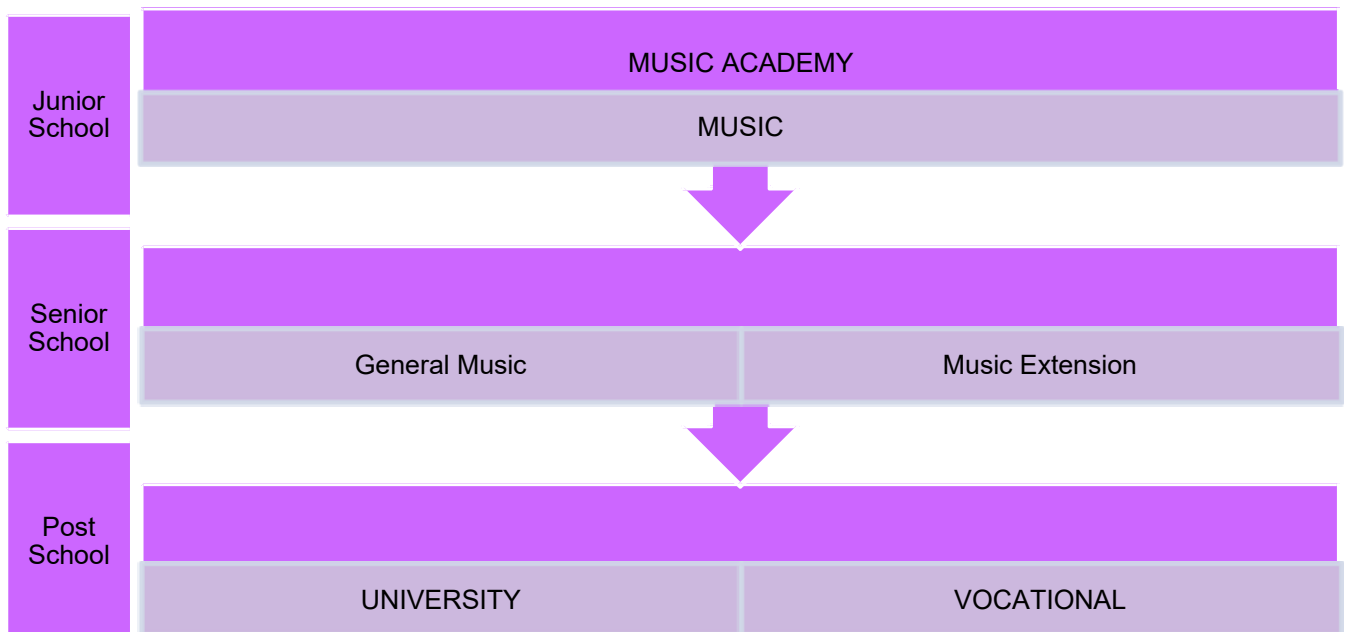 MUSIC ACADEMY
Junior
School
MUSIC
Senior
School
General Music
Music Extension
Post
School
UNIVERSITY
VOCATIONAL